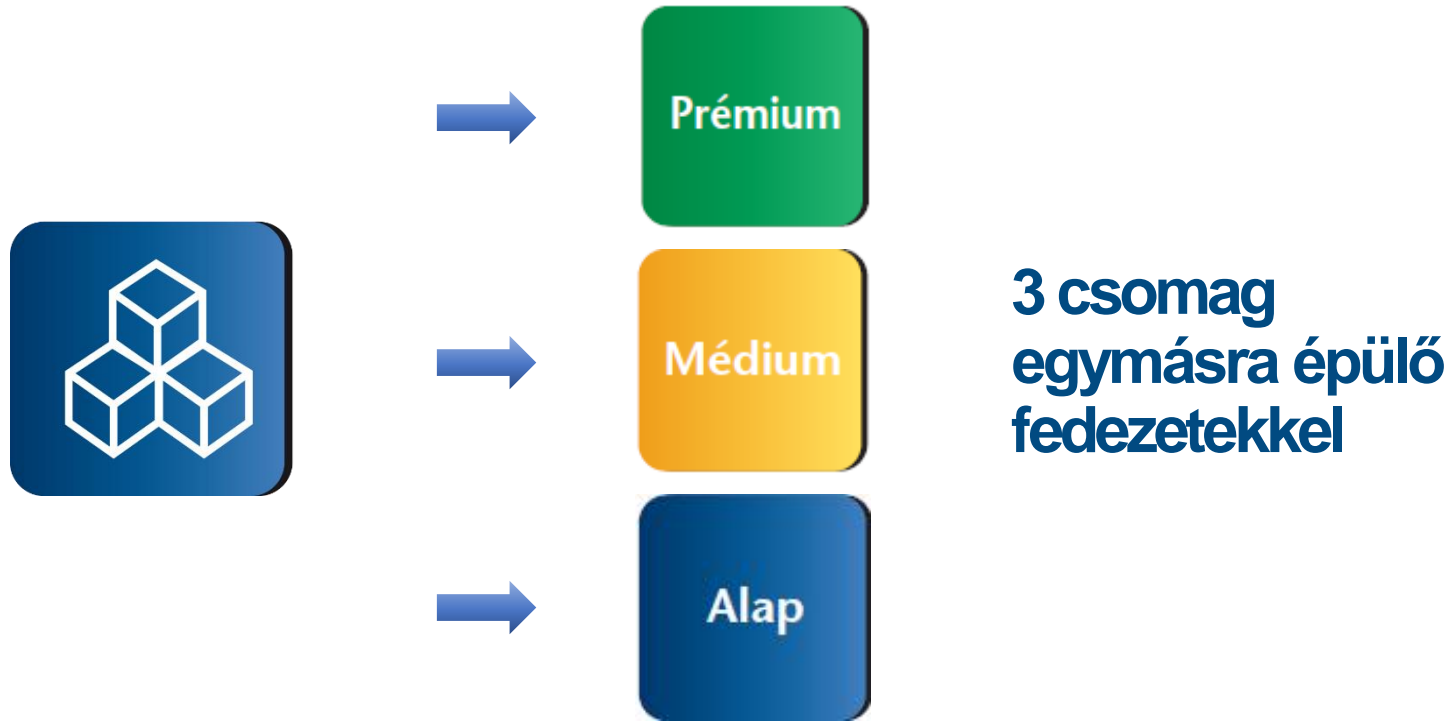 Prémium
Médium
Alap
3 csomag
egymásra épülő
fedezetekkel